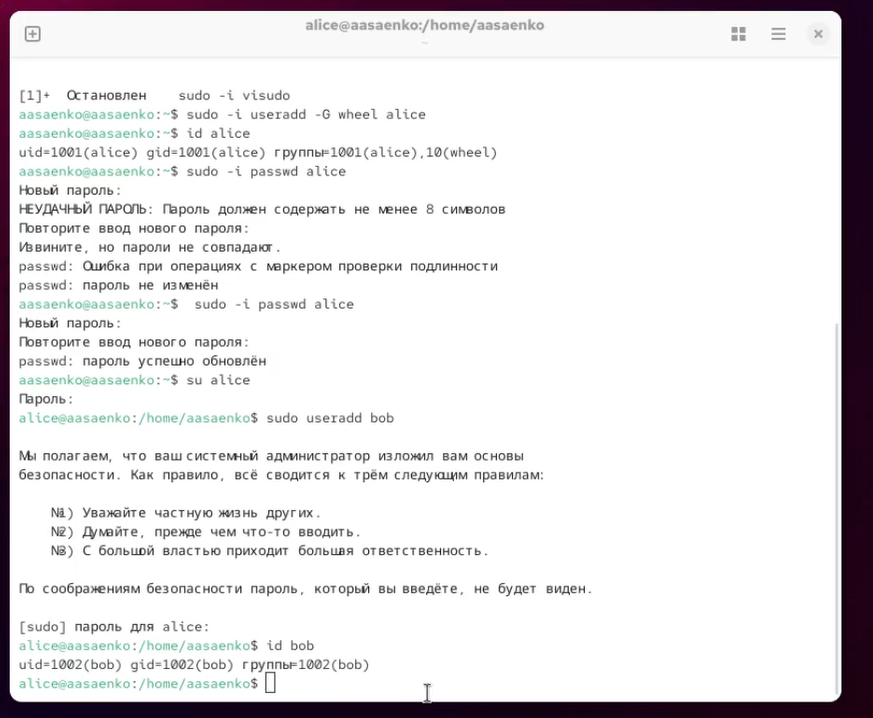 alice@aasaenko:/home/aasaenko
~
[1]+  Остановлен    sudo -i visudo
aasaenko@aasaenko:~$ sudo -i useradd -G wheel alice
aasaenko@aasaenko:~$ id alice
uid=1001(alice) gid=1001(alice) группы=1001(alice),10(wheel)
aasaenko@aasaenko:~$ sudo -i passwd alice
Новый пароль:
НЕУДАЧНЫЙ ПАРОЛЬ: Пароль должен содержать не менее 8 символов
Повторите ввод нового пароля:
Извините, но пароли не совпадают.
passwd: Ошибка при операциях с маркером проверки подлинности
passwd: пароль не изменён
aasaenko@aasaenko:~$  sudo -i passwd alice
Новый пароль:
Повторите ввод нового пароля:
passwd: пароль успешно обновлён
aasaenko@aasaenko:~$ su alice
Пароль:
alice@aasaenko:/home/aasaenko$ sudo useradd bob
Мы полагаем, что ваш системный администратор изложил вам основы
безопасности. Как правило, всё сводится к трём следующим правилам:
№1) Уважайте частную жизнь других.
№2) Думайте, прежде чем что-то вводить.
№3) С большой властью приходит большая ответственность.
По соображениям безопасности пароль, который вы введёте, не будет виден.
[sudo] пароль для alice:
alice@aasaenko:/home/aasaenko$ id bob
uid=1002(bob) gid=1002(bob) группы=1002(bob)
alice@aasaenko:/home/aasaenko$